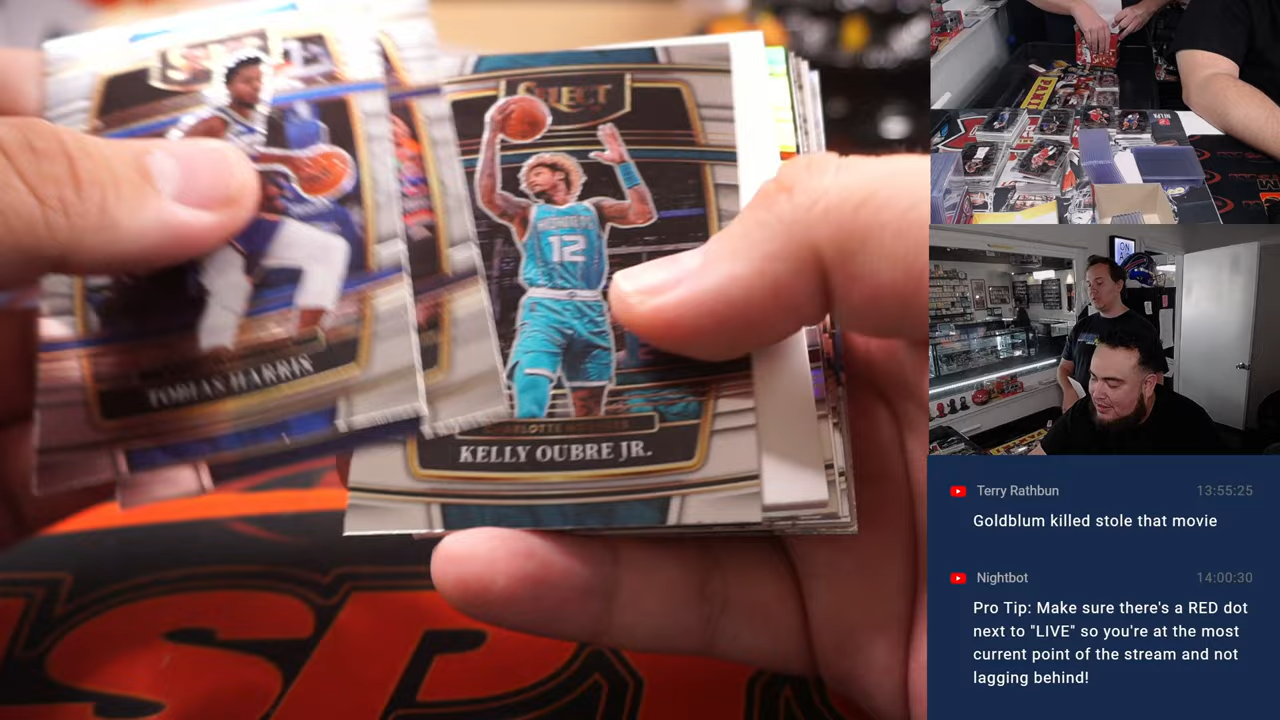 SELECT
12
KELLY OUBRE JR.
TOBIAS HARRIS
Terry Rathbun 13:55:25
Goldblum killed stole that movie
Nightbot 14:00:30
Pro Tip: Make sure there's a RED dot
next to "LIVE" so you're at the most
current point of the stream and not
lagging behind!